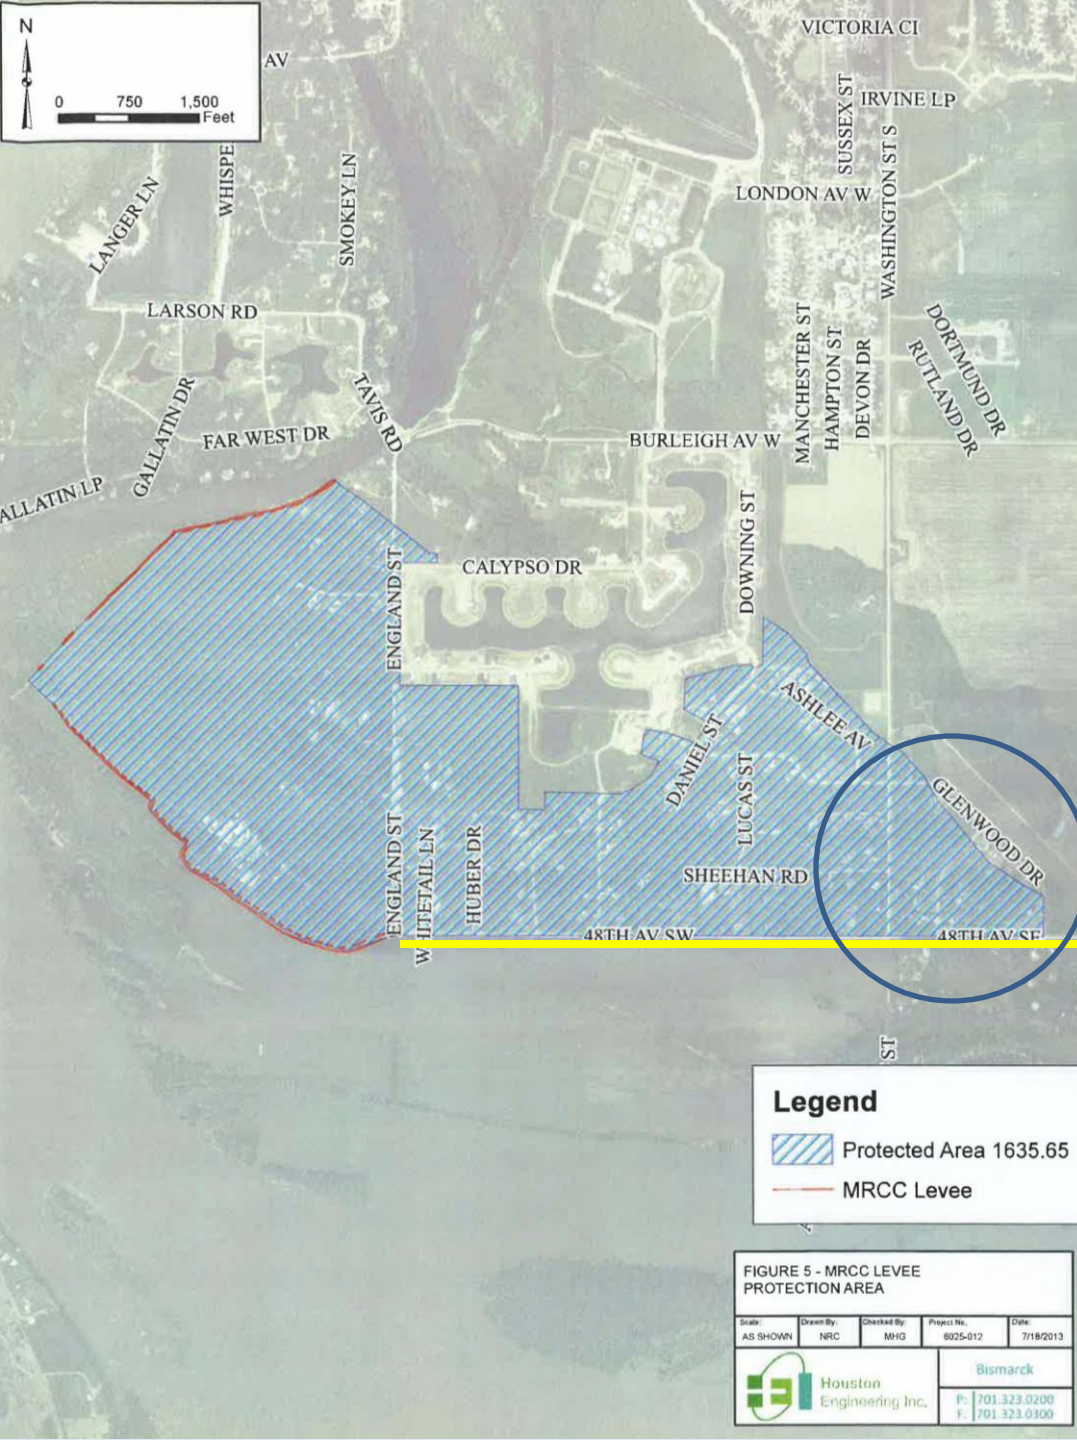 N
0 750 1,500
Feet
AV
VICTORIA CI
IRVINE LP
SUSSEX ST
WASHINGTON ST S
LONDON AV W
WHISPE
SMOKEY LN
LANGER LN
LARSON RD
GALLATIN DR
TAVIS RD
FAR WEST DR
ALLATIN LP
BURLEIGH AV W
MANCHESTER ST
HAMPTON ST
DEVON DR
DORTMUND DR
RUTLAND DR
CALYPSO DR
ENGLAND ST
DOWNING ST
ASHLEE AV
DANIEL ST
LUCAS ST
GLENWOOD DR
ENGLAND ST
WHITETAIL LN
HUBER DR
SHEEHAN RD
48TH AV SW
48TH AV SE
ST
Legend
Protected Area 1635.65
MRCC Levee
FIGURE 5 - MRCC LEVEE
PROTECTION AREA
Scale: Drawn By: Checked By: Project No. Date:
AS SHOWN NRC MHG 6025-012 7/18/2013
Houston
Engineering Inc.
Bismarck
P: 701.323.0200
F: 701.323.0300